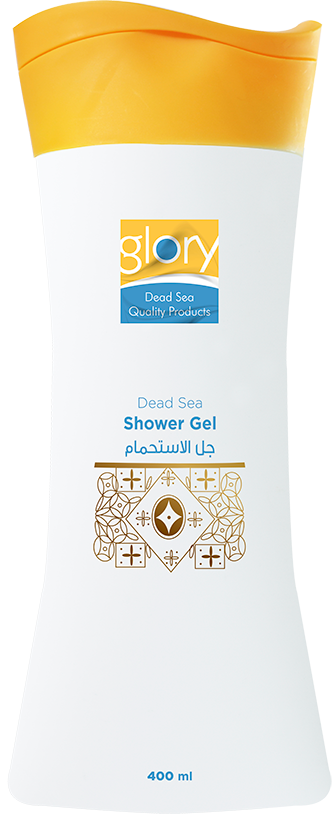 glory
Dead Sea
Quality Products
Dead Sea
Shower Gel
جل الاستحمام
400 ml